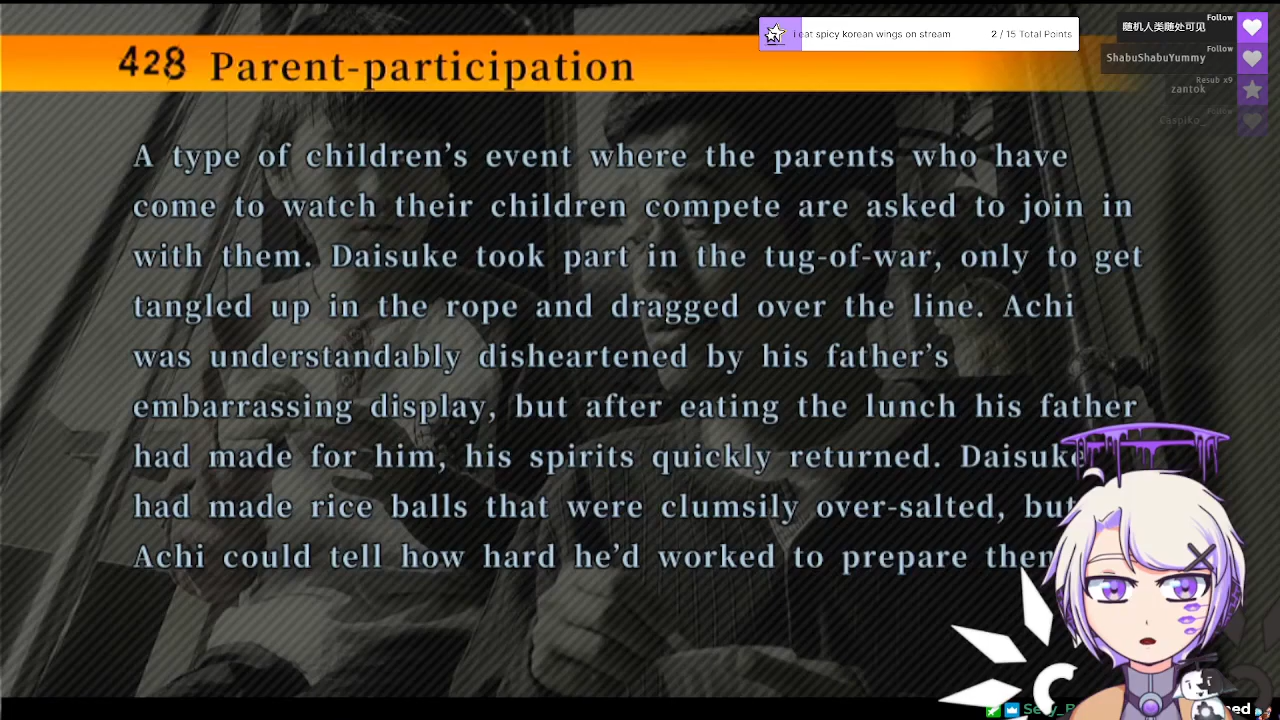 i eat spicy korean wings on stream 2 / 15 Total Points
Follow
随机人类随处可见
Follow
ShabuShabuYummy
Resub x9
zantok
Follow
Caspiko_
428 Parent-participation
A type of children's event where the parents who have
come to watch their children compete are asked to join in
with them. Daisuke took part in the tug-of-war, only to get
tangled up in the rope and dragged over the line. Achi
was understandably disheartened by his father's
embarrassing display, but after eating the lunch his father
had made for him, his spirits quickly returned. Daisuke
had made rice balls that were clumsily over-salted, but
Achi could tell how hard he'd worked to prepare them